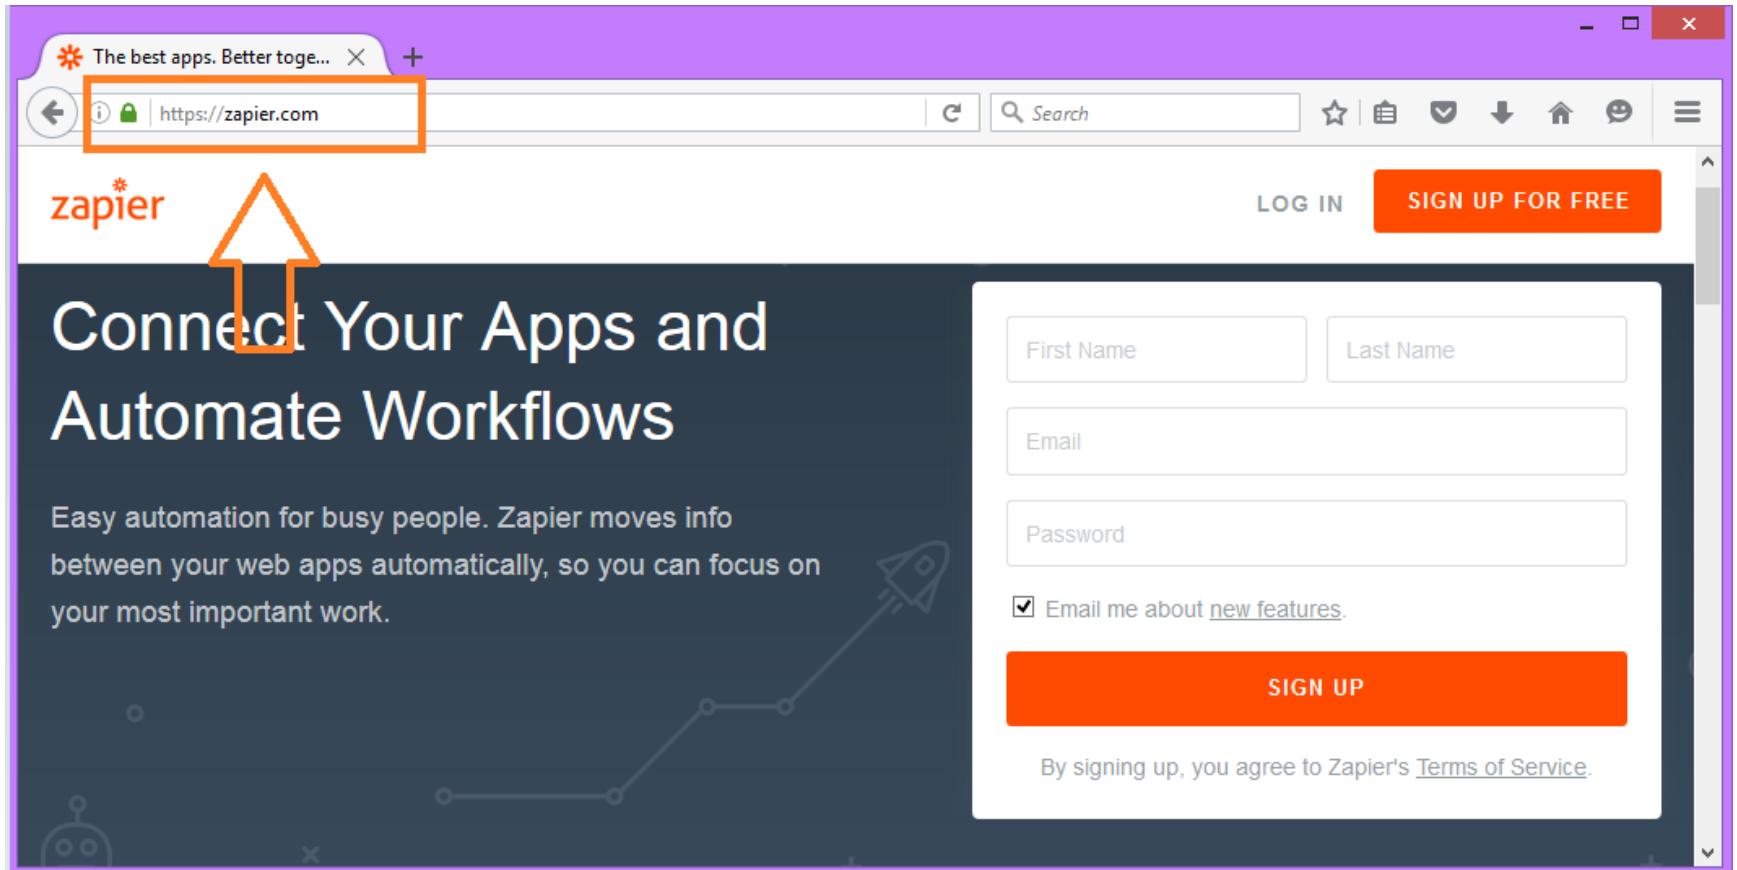 The best apps. Better toge...
https://zapier.com
Search
zapier
LOG IN
SIGN UP FOR FREE
Connect Your Apps and
Automate Workflows
Easy automation for busy people. Zapier moves info
between your web apps automatically, so you can focus on
your most important work.
First Name
Last Name
Email
Password
Email me about new features.
SIGN UP
By signing up, you agree to Zapier's Terms of Service.